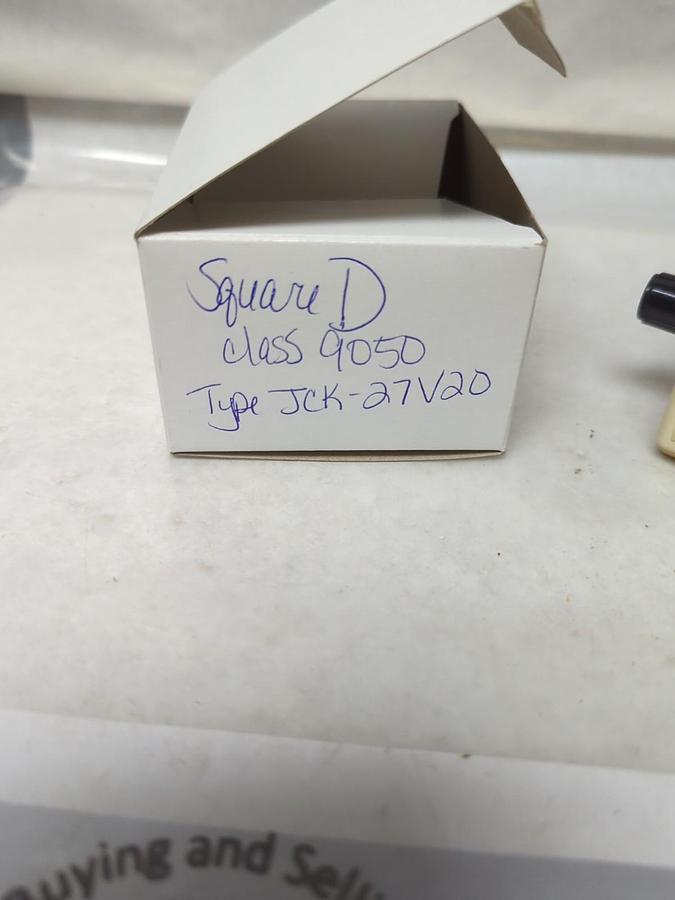 Square D
class 9050
Type JCK-27V20
uying and Sel